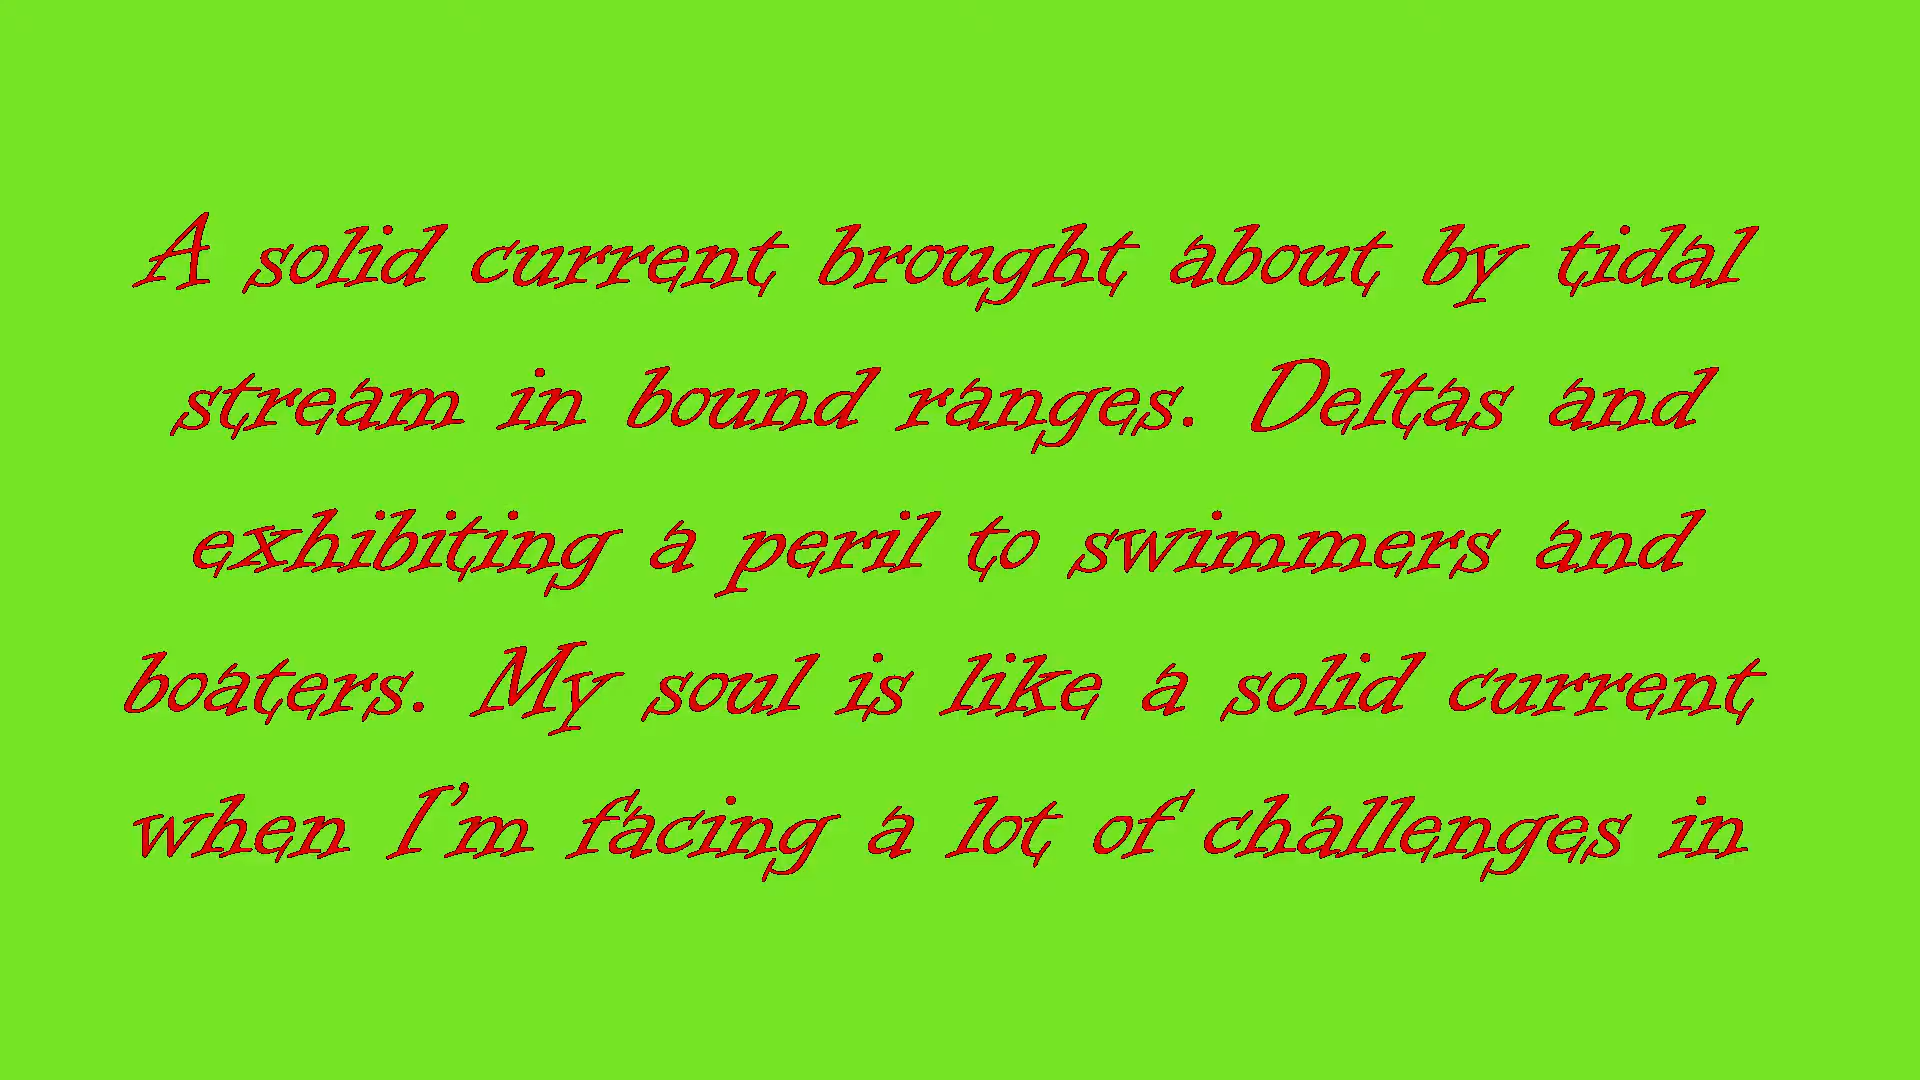 A solid current brought about by tidal
stream in bound ranges. Deltas and
exhibiting a peril to swimmers and
boaters. My soul is like a solid current
when I'm facing a lot of challenges in